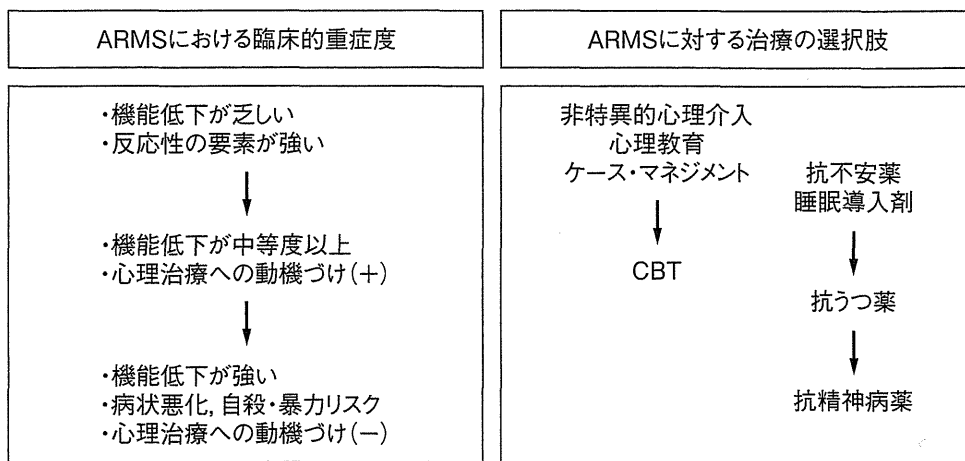 ARMSにおける臨床的重症度
・機能低下が乏しい
・反応性の要素が強い
・機能低下が中等度以上
・心理治療への動機づけ(+)
・機能低下が強い
・病状悪化, 自殺・暴力リスク
・心理治療への動機づけ(−)
ARMSに対する治療の選択肢
非特異的心理介入
心理教育
ケース・マネジメント
CBT
抗不安薬
睡眠導入剤
抗うつ薬
抗精神病薬